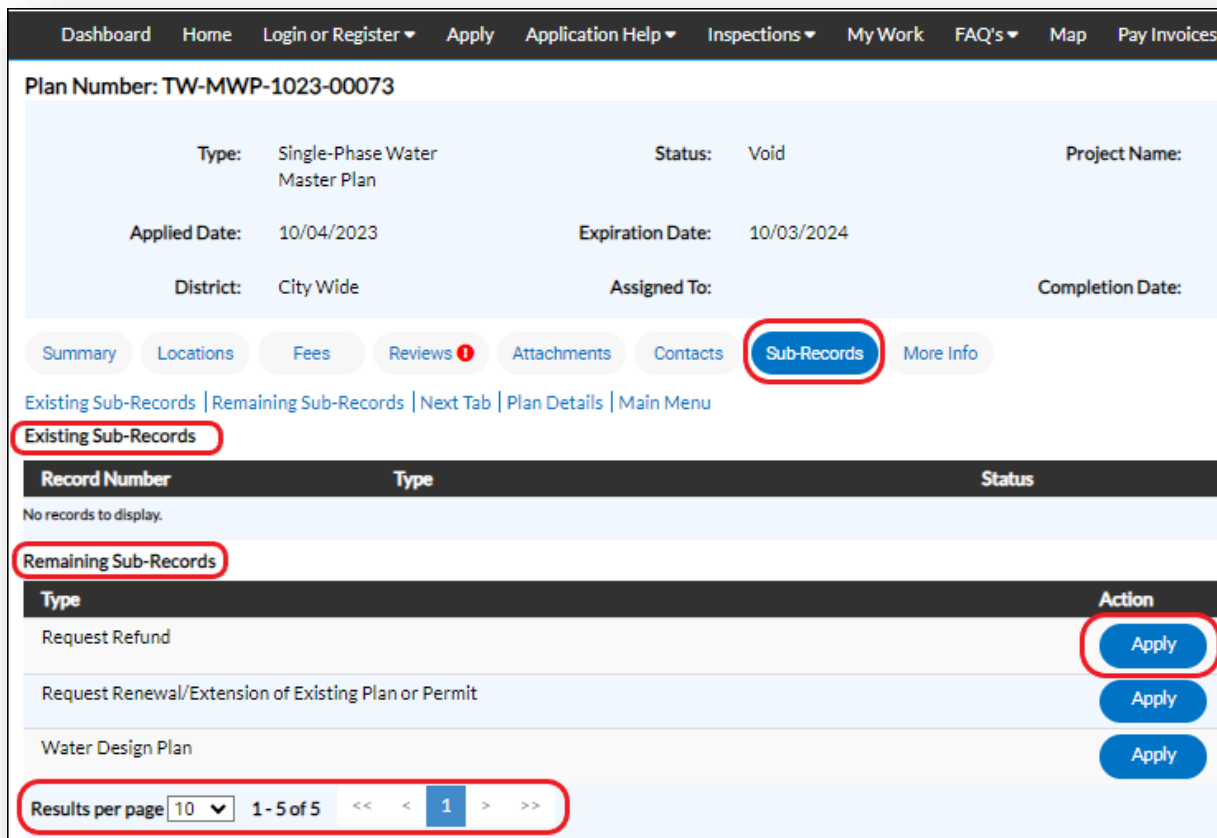 Dashboard Home Login or Register Apply Application Help Inspections My Work FAQ's Map Pay Invoices
Plan Number: TW-MWP-1023-00073
Type: Single-Phase Water Status: Void Project Name:
Master Plan
Applied Date: 10/04/2023 Expiration Date: 10/03/2024
District: City Wide Assigned To: Completion Date:
Summary Locations Fees Reviews Attachments Contacts Sub-Records More Info
Existing Sub-Records | Remaining Sub-Records | Next Tab | Plan Details | Main Menu
Existing Sub-Records
Record Number Type Status
No records to display.
Remaining Sub-Records
Type Action
Request Refund Apply
Request Renewal/Extension of Existing Plan or Permit Apply
Water Design Plan Apply
Results per page 10 1 - 5 of 5 << < 1 > >>